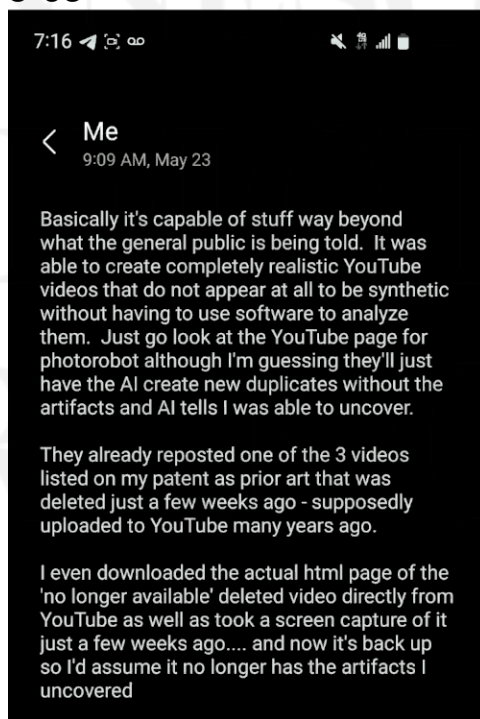 7:16
Me
9:09 AM, May 23
Basically it's capable of stuff way beyond
what the general public is being told.  It was
able to create completely realistic YouTube
videos that do not appear at all to be synthetic
without having to use software to analyze
them.  Just go look at the YouTube page for
photorobot although I'm guessing they'll just
have the AI create new duplicates without the
artifacts and AI tells I was able to uncover.
They already reposted one of the 3 videos
listed on my patent as prior art that was
deleted just a few weeks ago - supposedly
uploaded to YouTube many years ago.
I even downloaded the actual html page of the
'no longer available' deleted video directly from
YouTube as well as took a screen capture of it
just a few weeks ago.... and now it's back up
so I'd assume it no longer has the artifacts I
uncovered